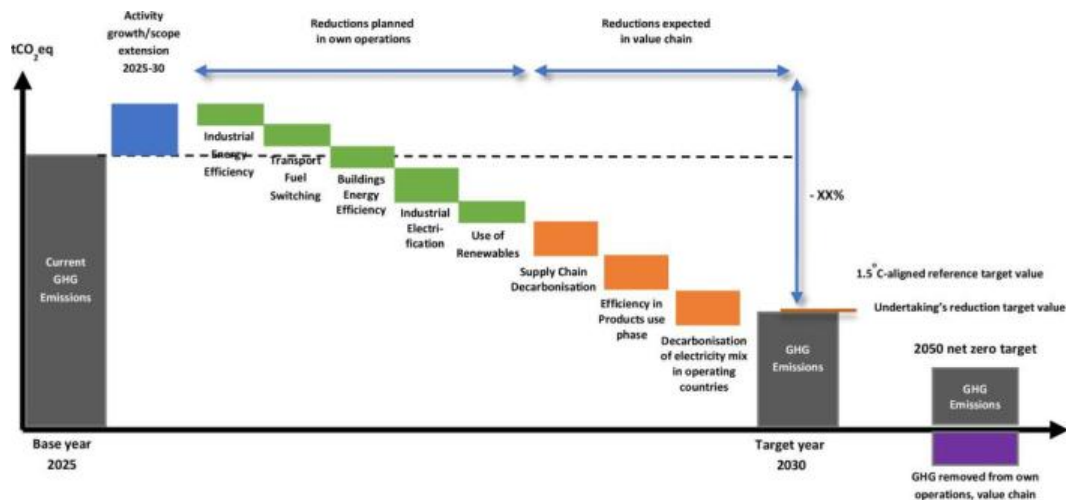 Activity
growth/scope
extension
2025-30
Reductions planned
in own operations
Reductions expected
in value chain
tCO2eq
Industrial
Energy
Efficiency
Transport
Fuel
Switching
Buildings
Energy
Efficiency
Industrial
Electri-
fication
Use of
Renewables
Supply Chain
Decarbonisation
Efficiency in
Products use
phase
Decarbonisation
of electricity mix
in operating
countries
- XX%
1.5°C-aligned reference target value
Undertaking's reduction target value
Current
GHG
Emissions
GHG
Emissions
2050 net zero target
GHG
Emissions
Base year
2025
Target year
2030
GHG removed from own
operations, value chain